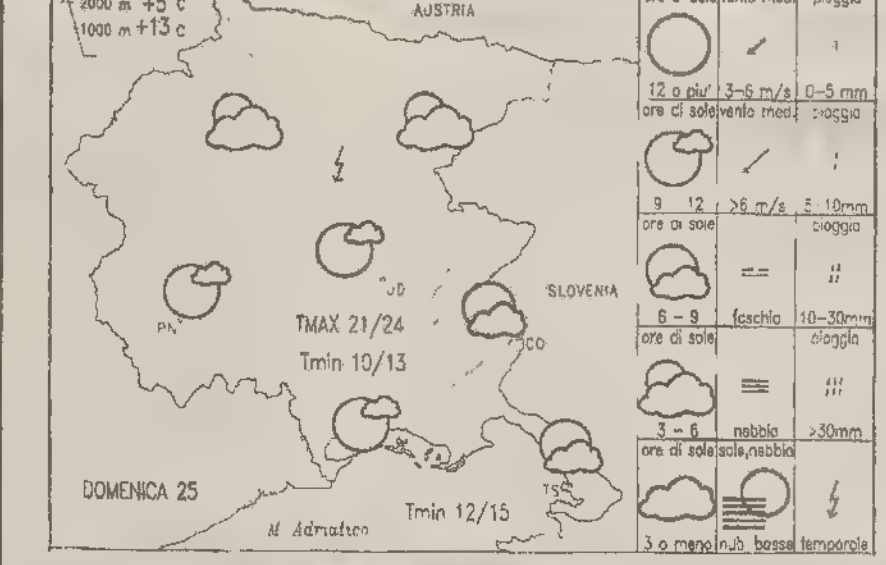 2000 m +5 c
1000 m +13 c
AUSTRIA
SLOVENIA
UD
PN
GO
TMAX 21/24
Tmin 10/13
DOMENICA 25
Tmin 12/15
TS
M Adriatico
12 o piu'
3-6 m/s
0-5 mm
ore di sole
vento med.
pioggia
9 12
>6 m/s
5-10mm
ore di sole
pioggia
6 - 9
foschia
10-30mm
ore di sole
pioggia
3 - 6
nebbia
>30mm
ore di sole
sole,nebbia
3 o meno
nub. basse
temporale